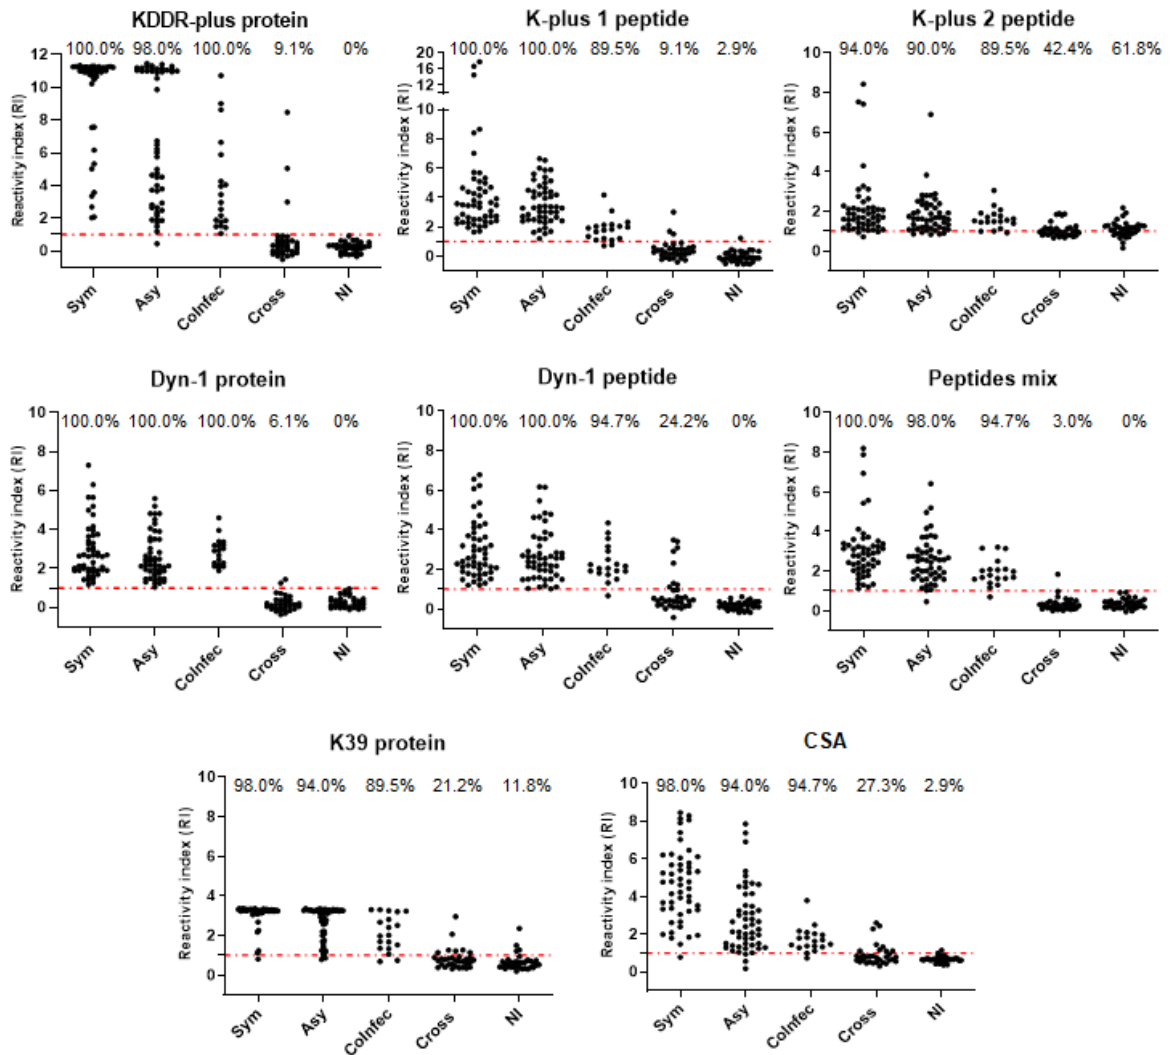 KDDR-plus protein
100.0% 98.0% 100.0% 9.1% 0%
Reactivity index (RI)
12
10
8
6
4
2
1
0
Sym Asy CoInfec Cross NI
K-plus 1 peptide
100.0% 100.0% 89.5% 9.1% 2.9%
Reactivity index (RI)
20
16
12
10
8
6
4
2
0
Sym Asy CoInfec Cross NI
K-plus 2 peptide
94.0% 90.0% 89.5% 42.4% 61.8%
Reactivity index (RI)
10
8
6
4
2
0
Sym Asy CoInfec Cross NI
Dyn-1 protein
100.0% 100.0% 100.0% 6.1% 0%
Reactivity index (RI)
10
8
6
4
2
0
Sym Asy CoInfec Cross NI
Dyn-1 peptide
100.0% 100.0% 94.7% 24.2% 0%
Reactivity index (RI)
10
8
6
4
2
0
Sym Asy CoInfec Cross NI
Peptides mix
100.0% 98.0% 94.7% 3.0% 0%
Reactivity index (RI)
10
8
6
4
2
0
Sym Asy CoInfec Cross NI
K39 protein
98.0% 94.0% 89.5% 21.2% 11.8%
Reactivity index (RI)
10
8
6
4
2
0
Sym Asy CoInfec Cross NI
CSA
98.0% 94.0% 94.7% 27.3% 2.9%
Reactivity index (RI)
10
8
6
4
2
0
Sym Asy CoInfec Cross NI